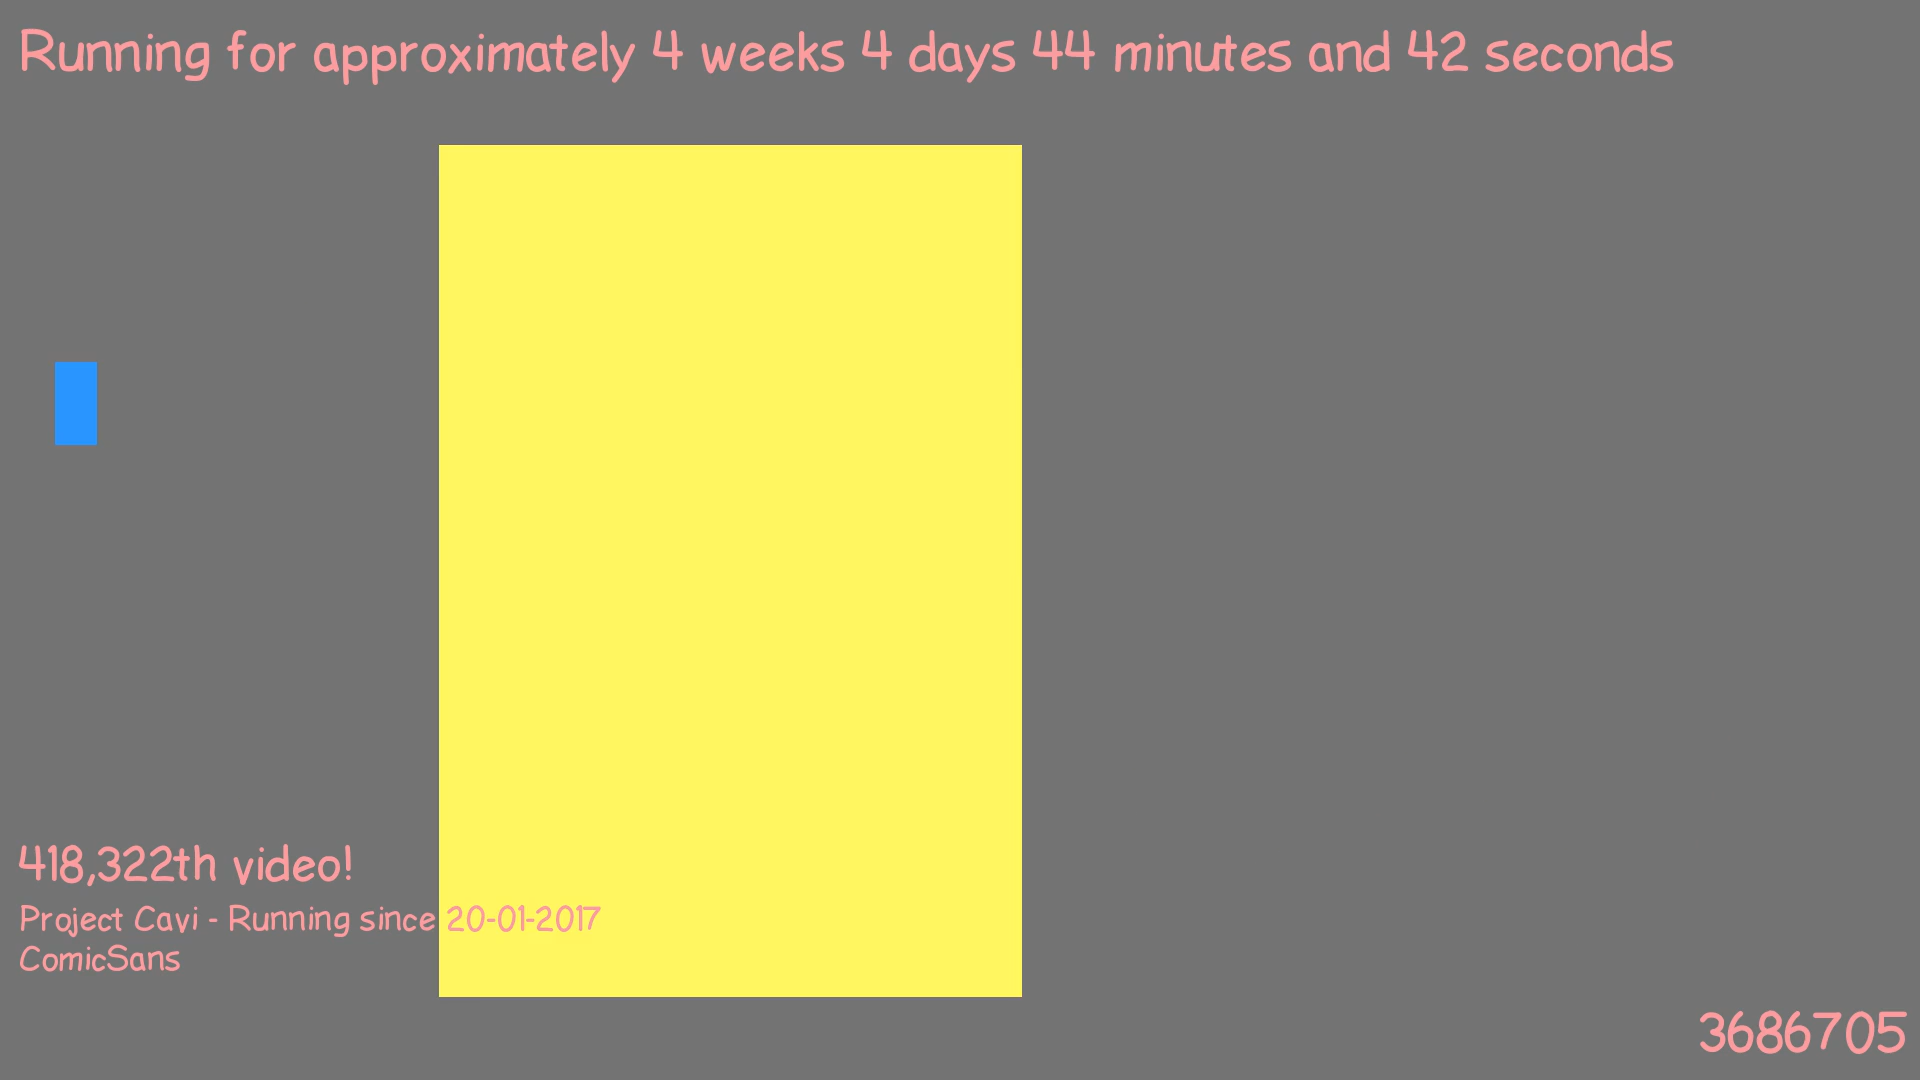 Running for approximately 4 weeks 4 days 44 minutes and 42 seconds
418,322th video!
Project Cavi - Running since 20-01-2017
ComicSans
3686705